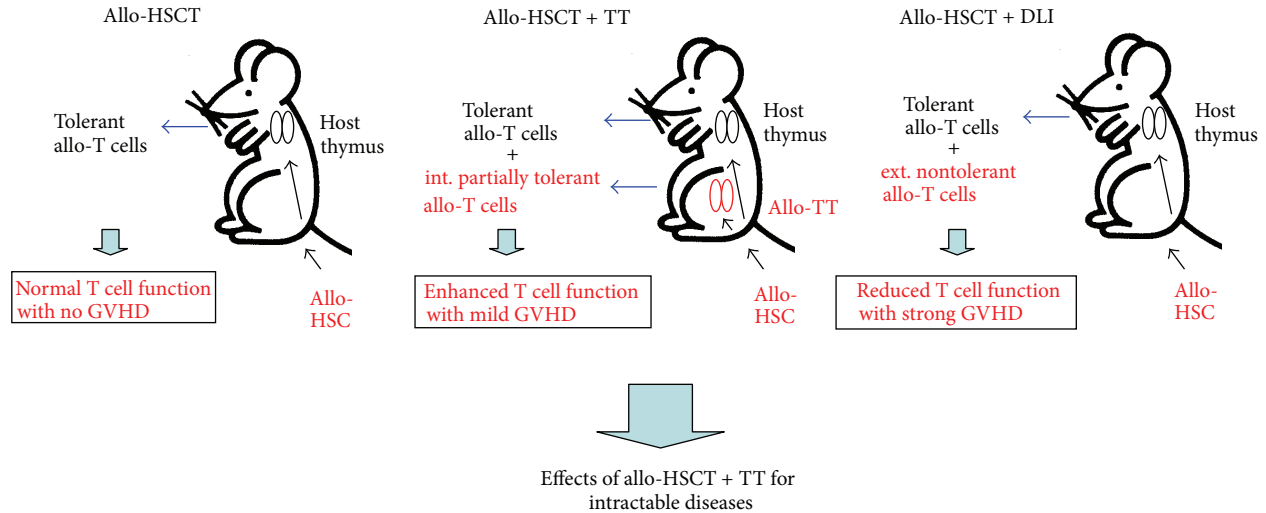 Allo-HSCT
Tolerant
allo-T cells
Host
thymus
Normal T cell function
with no GVHD
Allo-
HSC
Allo-HSCT + TT
Tolerant
allo-T cells
+
int. partially tolerant
allo-T cells
Host
thymus
Allo-TT
Enhanced T cell function
with mild GVHD
Allo-
HSC
Allo-HSCT + DLI
Tolerant
allo-T cells
+
ext. nontolerant
allo-T cells
Host
thymus
Reduced T cell function
with strong GVHD
Allo-
HSC
Effects of allo-HSCT + TT for
intractable diseases